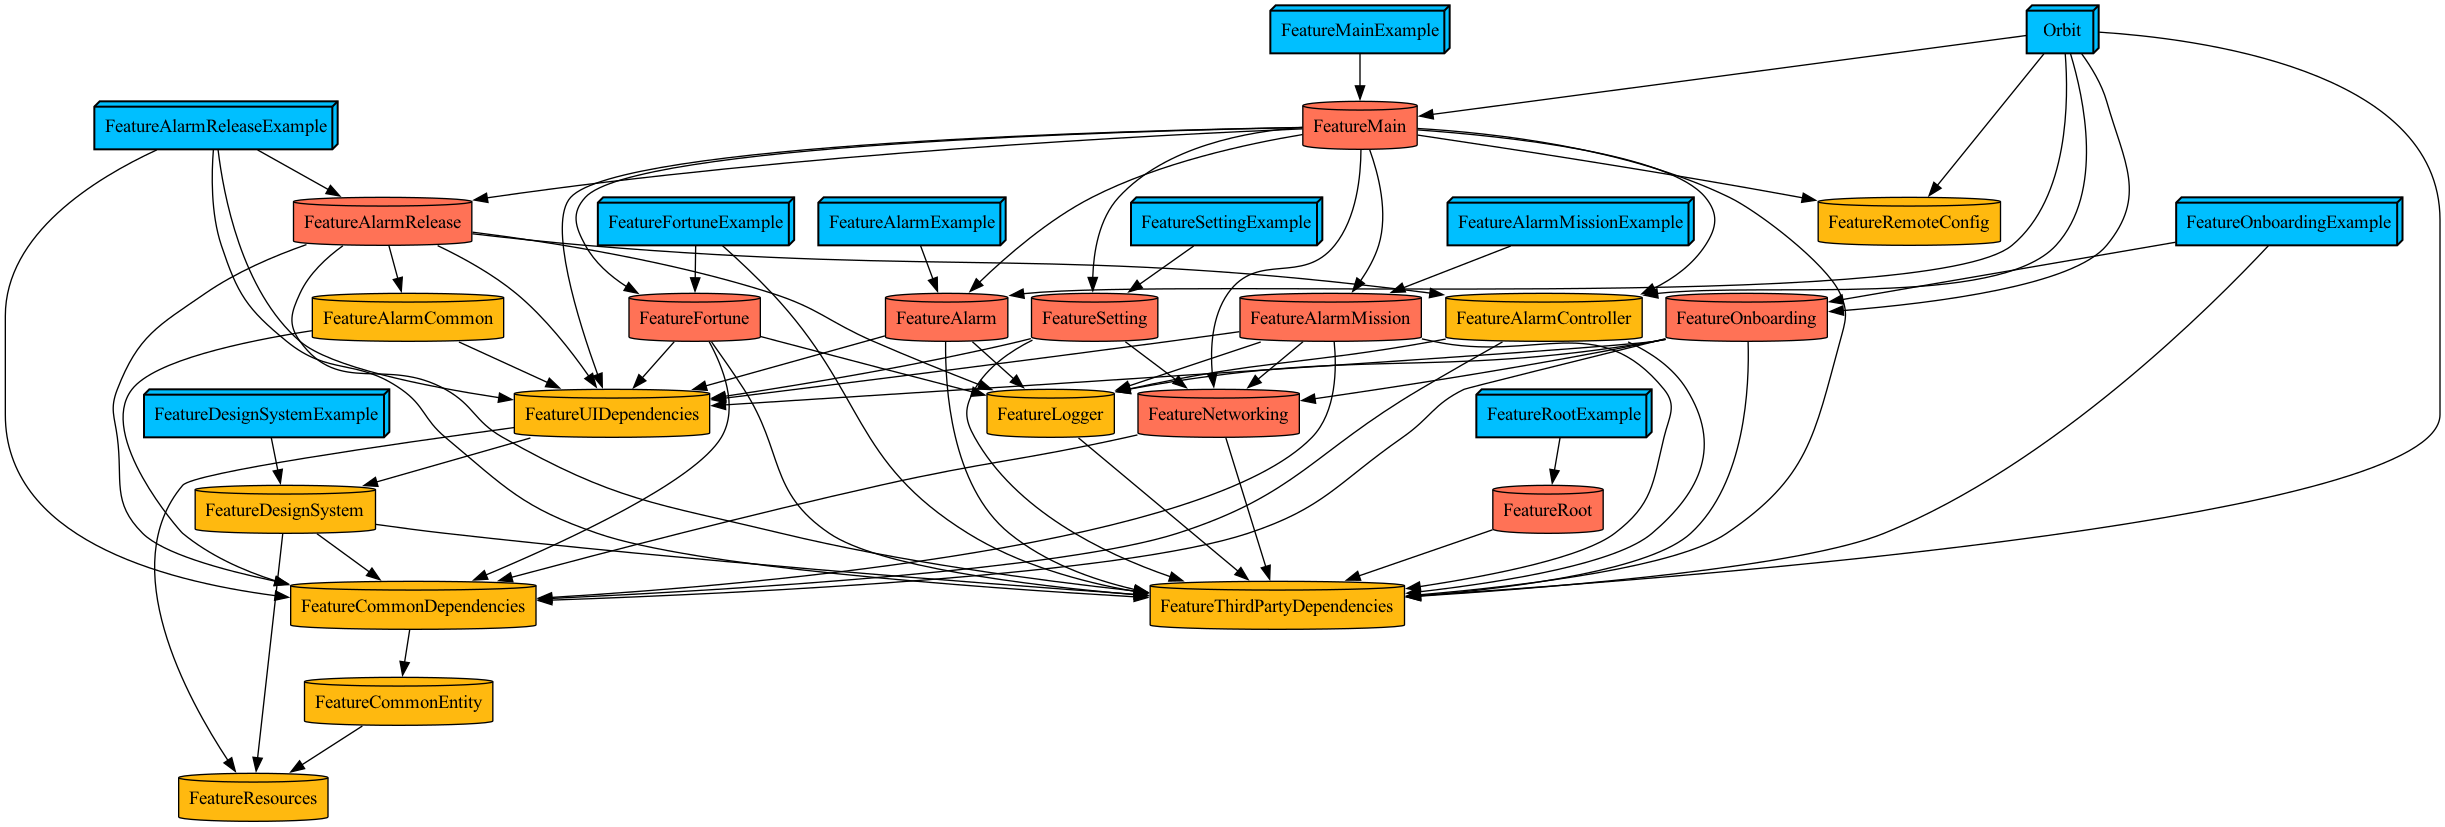 FeatureMainExample
Orbit
FeatureAlarmReleaseExample
FeatureMain
FeatureAlarmRelease
FeatureFortuneExample
FeatureAlarmExample
FeatureSettingExample
FeatureAlarmMissionExample
FeatureRemoteConfig
FeatureOnboardingExample
FeatureAlarmCommon
FeatureFortune
FeatureAlarm
FeatureSetting
FeatureAlarmMission
FeatureAlarmController
FeatureOnboarding
FeatureDesignSystemExample
FeatureUIDependencies
FeatureLogger
FeatureNetworking
FeatureRootExample
FeatureDesignSystem
FeatureRoot
FeatureCommonDependencies
FeatureThirdPartyDependencies
FeatureCommonEntity
FeatureResources